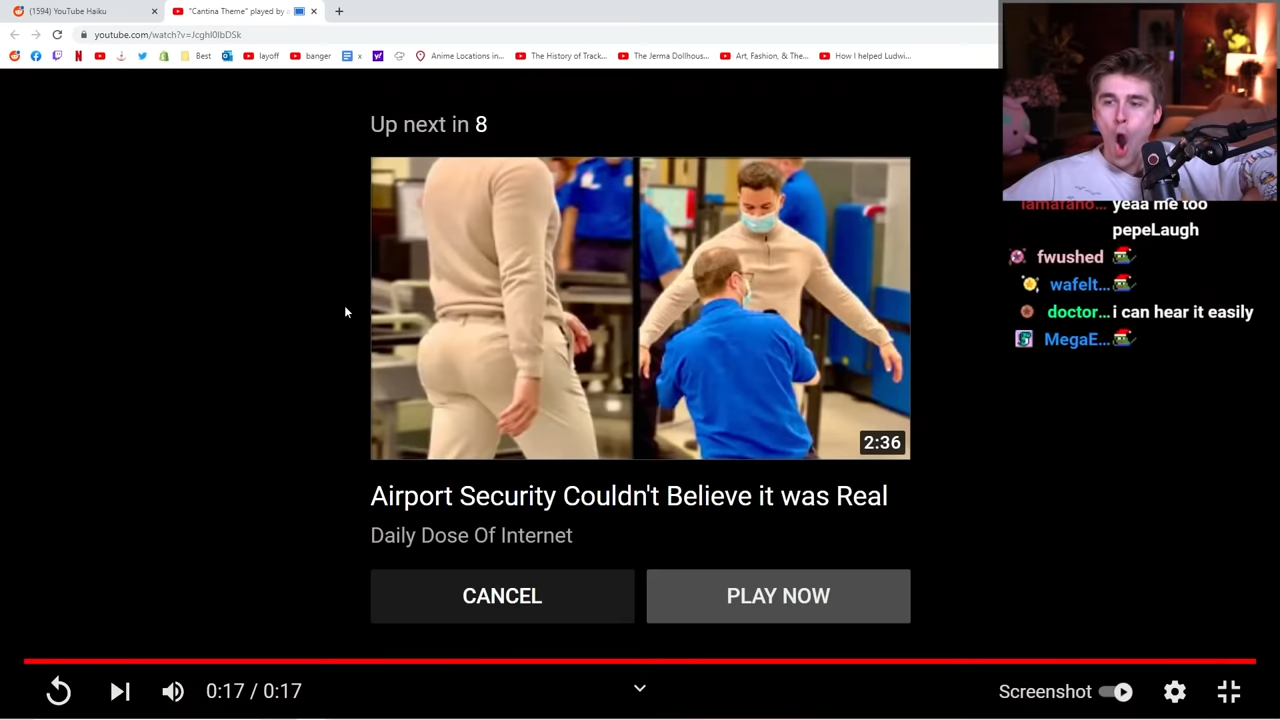 (1594) YouTube Haiku
"Cantina Theme" played by
youtube.com/watch?v=Jcghl0IbDSk
Best
layoff
banger
x
Anime Locations in...
The History of Track...
The Jerma Dollhous...
Art, Fashion, & The...
How I helped Ludwi...
Up next in 8
2:36
Airport Security Couldn't Believe it was Real
Daily Dose Of Internet
CANCEL
PLAY NOW
0:17 / 0:17
Screenshot
yeaa me too
pepeLaugh
fwushed
wafelt...
doctor... i can hear it easily
MegaE...